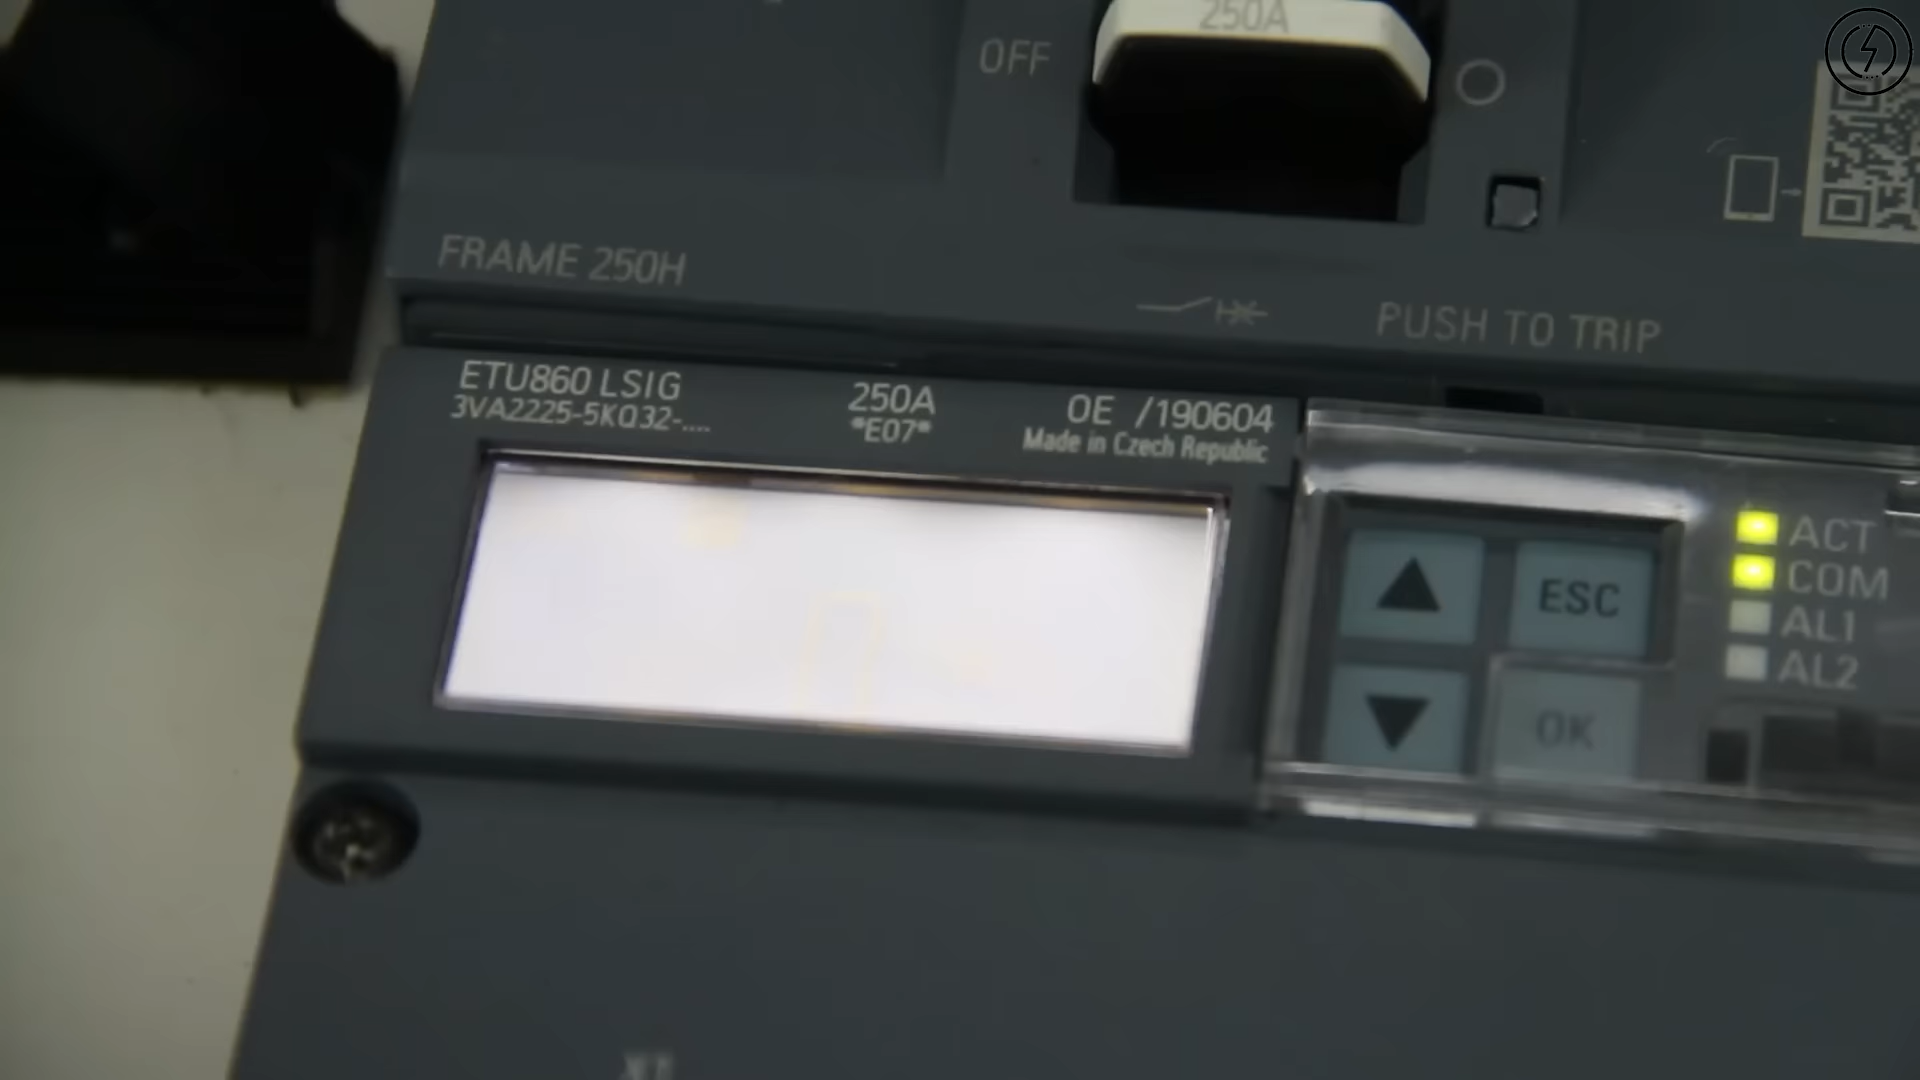 250A
OFF
FRAME 250H
PUSH TO TRIP
ETU860 LSIG
3VA2225-5KQ32-....
250A
*E07*
OE /190604
Made in Czech Republic
ESC
OK
ACT
COM
AL1
AL2